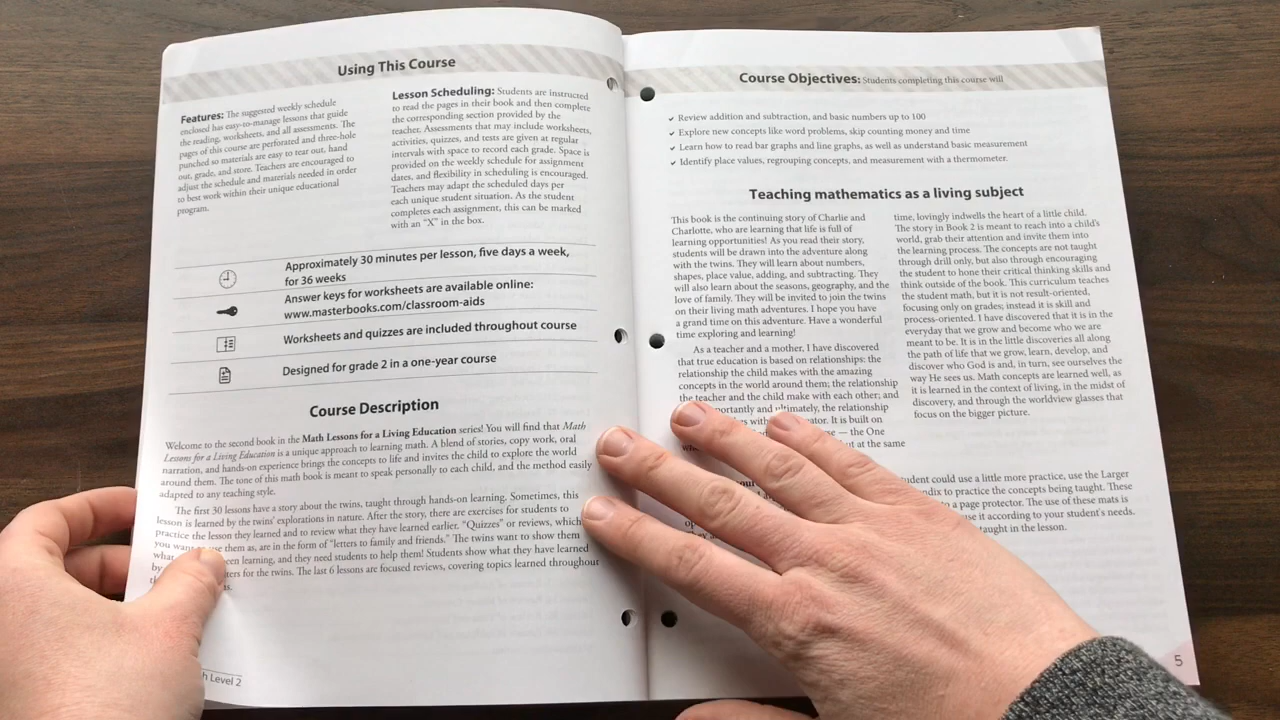 Using This Course
Features: The suggested weekly schedule
enclosed has easy-to-manage lessons that guide
the reading, worksheets, and all assessments. The
pages of this course are perforated and three-hole
punched so materials are easy to tear out, hand
out, grade, and store. Teachers are encouraged to
adjust the schedule and materials needed in order
to best work within their unique educational
program.
Lesson Scheduling: Students are instructed
to read the pages in their book and then complete
the corresponding section provided by the
teacher. Assessments that may include worksheets,
activities, quizzes, and tests are given at regular
intervals with space to record each grade. Space is
provided on the weekly schedule for assignment
dates, and flexibility in scheduling is encouraged.
Teachers may adapt the scheduled days per
each unique student situation. As the student
completes each assignment, this can be marked
with an "X" in the box.
Approximately 30 minutes per lesson, five days a week,
for 36 weeks
Answer keys for worksheets are available online:
www.masterbooks.com/classroom-aids
Worksheets and quizzes are included throughout course
Designed for grade 2 in a one-year course
Course Description
Welcome to the second book in the Math Lessons for a Living Education series! You will find that Math
Lessons for a Living Education is a unique approach to learning math. A blend of stories, copy work, oral
narration, and hands-on experience brings the concepts to life and invites the child to explore the world
around them. The tone of this math book is meant to speak personally to each child, and the method easily
adapted to any teaching style.
The first 30 lessons have a story about the twins, taught through hands-on learning. Sometimes, this
lesson is learned by the twins' explorations in nature. After the story, there are exercises for students to
practice the lesson they learned and to review what they have learned earlier. "Quizzes" or reviews, which
you want use them as, are in the form of "letters to family and friends." The twins want to show them
what been learning, and they need students to help them! Students show what they have learned
by ters for the twins. The last 6 lessons are focused reviews, covering topics learned throughout
h Level 2
Course Objectives: Students completing this course will
✓ Review addition and subtraction, and basic numbers up to 100
✓ Explore new concepts like word problems, skip counting money and time
✓ Learn how to read bar graphs and line graphs, as well as understand basic measurement
✓ Identify place values, regrouping concepts, and measurement with a thermometer.
Teaching mathematics as a living subject
This book is the continuing story of Charlie and
Charlotte, who are learning that life is full of
learning opportunities! As you read their story,
students will be drawn into the adventure along
with the twins. They will learn about numbers,
shapes, place value, adding, and subtracting. They
will also learn about the seasons, geography, and the
love of family. They will be invited to join the twins
on their living math adventures. I hope you have
a grand time on this adventure. Have a wonderful
time exploring and learning!
As a teacher and a mother, I have discovered
that true education is based on relationships: the
relationship the child makes with the amazing
concepts in the world around them; the relationship
the teacher and the child make with each other; and
portantly and ultimately, the relationship
with ator. It is built on
se — the One
at the same
time, lovingly indwells the heart of a little child.
The story in Book 2 is meant to reach into a child's
world, grab their attention and invite them into
the learning process. The concepts are not taught
through drill only, but also through encouraging
the student to hone their critical thinking skills and
think outside of the book. This curriculum teaches
the student math, but it is not result-oriented,
focusing only on grades; instead it is skill and
process-oriented. I have discovered that it is in the
everyday that we grow and become who we are
meant to be. It is in the little discoveries all along
the path of life that we grow, learn, develop, and
discover who God is and, in turn, see ourselves the
way He sees us. Math concepts are learned well, as
it is learned in the context of living, in the midst of
discovery, and through the worldview glasses that
focus on the bigger picture.
udent could use a little more practice, use the Larger
ndix to practice the concepts being taught. These
to a page protector. The use of these mats is
use it according to your student's needs.
taught in the lesson.
5